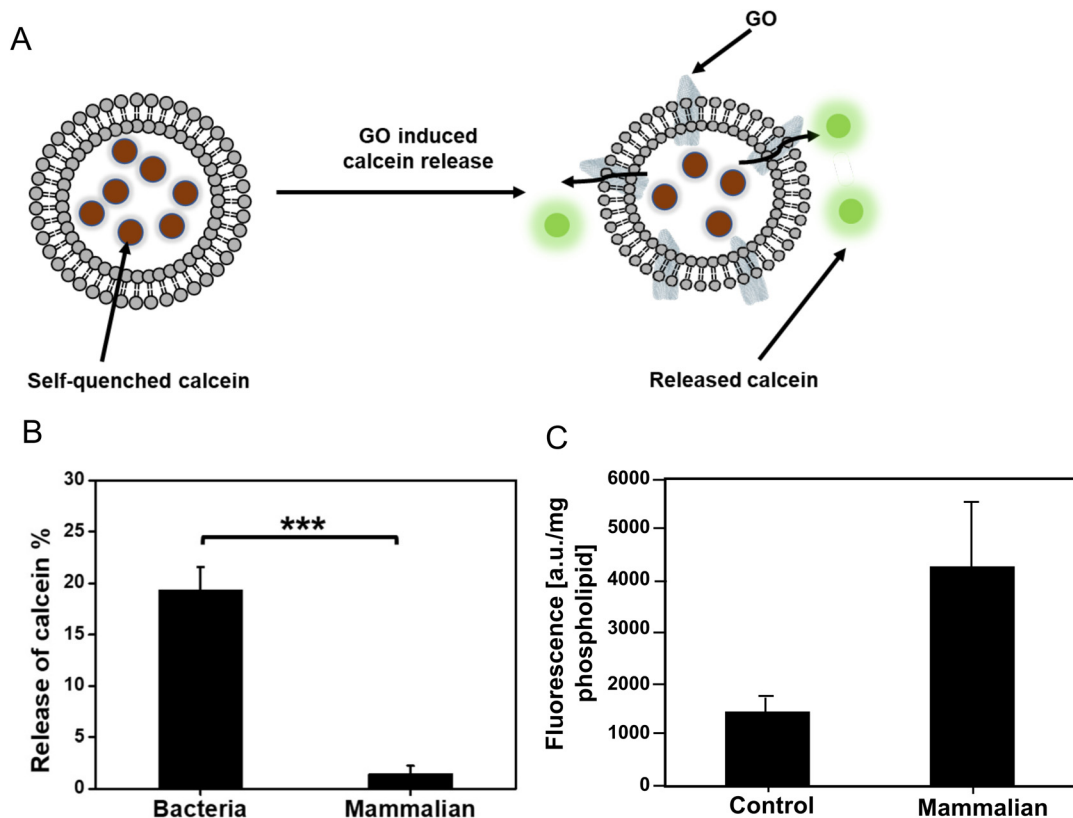 A
GO
GO induced
calcein release
Self-quenched calcein
Released calcein
B
Release of calcein %
30
25
20
15
10
5
0
***
Bacteria
Mammalian
C
Fluorescence [a.u./mg
phospholipid]
6000
5000
4000
3000
2000
1000
0
Control
Mammalian